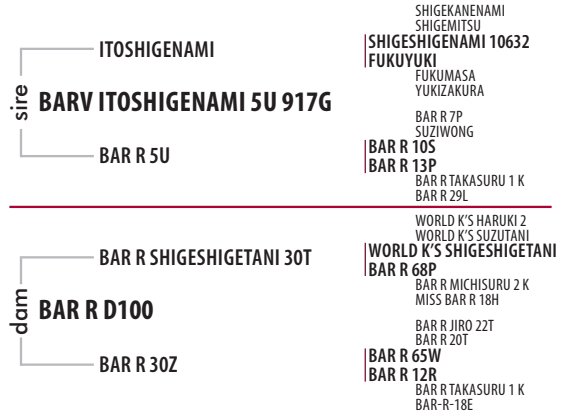 SHIGEKANENAMI
SHIGEMITSU
ITOSHIGENAMI
SHIGESHIGENAMI 10632
FUKUYUKI
FUKUMASA
YUKIZAKURA
sire
BARV ITOSHIGENAMI 5U 917G
BAR R 7P
SUZIWONG
BAR R 5U
BAR R 10S
BAR R 13P
BAR R TAKASURU 1 K
BAR R 29L
WORLD K'S HARUKI 2
WORLD K'S SUZUTANI
BAR R SHIGESHIGETANI 30T
WORLD K'S SHIGESHIGETANI
BAR R 68P
BAR R MICHISURU 2 K
MISS BAR R 18H
dam
BAR R D100
BAR R JIRO 22T
BAR R 20T
BAR R 30Z
BAR R 65W
BAR R 12R
BAR R TAKASURU 1 K
BAR-R-18E